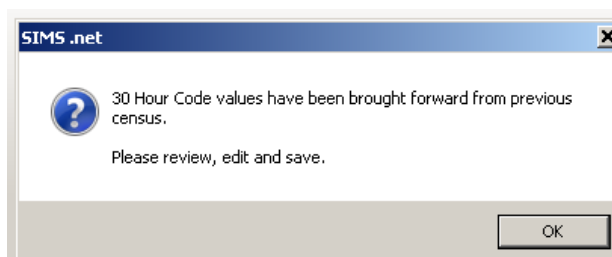 SIMS .net
30 Hour Code values have been brought forward from previous
census.
Please review, edit and save.
OK